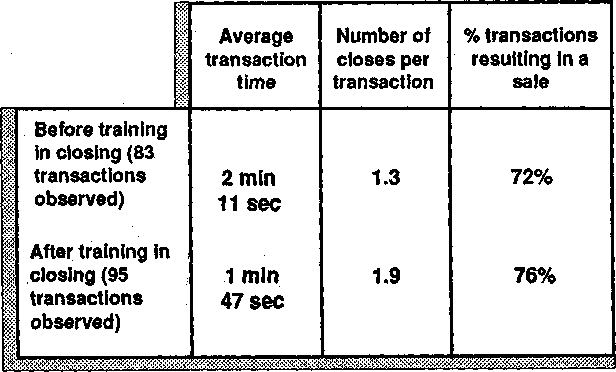 Average
transaction
time
Number of
closes per
transaction
% transactions
resulting in a
sale
Before training
in closing (83
transactions
observed)
2 min
11 sec
1.3
72%
After training in
closing (95
transactions
observed)
1 min
47 sec
1.9
76%